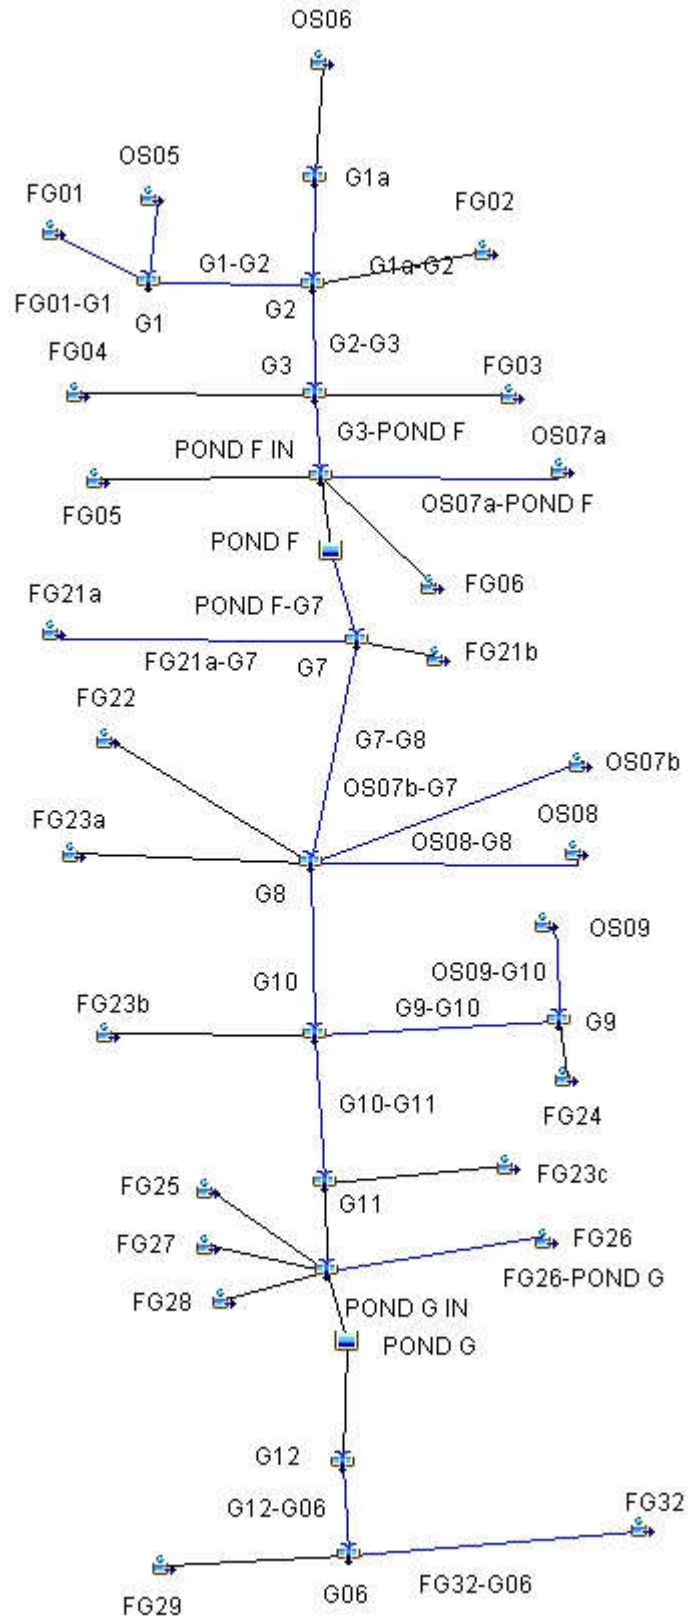 OS06
OS05
G1a
FG01
FG02
G1-G2
G1a-G2
FG01-G1
G1
G2
G2-G3
FG04
G3
FG03
G3-POND F
OS07a
POND F IN
OS07a-POND F
FG05
POND F
FG06
FG21a
POND F-G7
FG21a-G7
G7
FG21b
FG22
G7-G8
OS07b
OS07b-G7
FG23a
OS08
OS08-G8
G8
OS09
OS09-G10
G10
FG23b
G9-G10
G9
G10-G11
FG24
FG25
FG23c
G11
FG27
FG26
FG26-POND G
FG28
POND G IN
POND G
G12
G12-G06
FG32
FG32-G06
FG29
G06